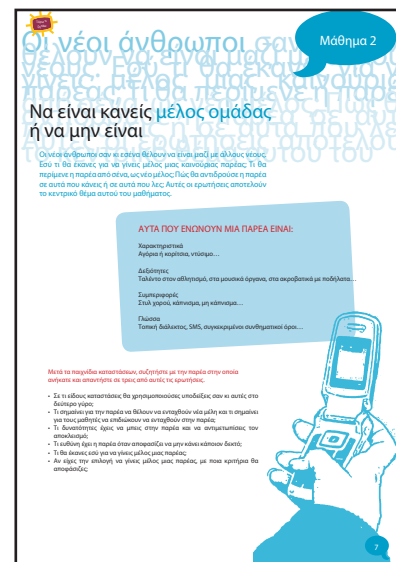 Μάθημα 2
Οι νέοι άνθρωποι σαν
Να είναι κανείς μέλος ομάδας
ή να μην είναι
Οι νέοι άνθρωποι σαν κι εσένα θέλουν να είναι μαζί με άλλους νέους.
Εσύ τι θα έκανες για να γίνεις μέλος μιας καινούριας παρέας; Τι θα
περίμενε η παρέα από σένα, ως νέο μέλος; Πώς θα αντιδρούσε η παρέα
σε αυτά που κάνεις ή σε αυτά που λες; Αυτές οι ερωτήσεις αποτελούν
το κεντρικό θέμα αυτού του μαθήματος.
ΑΥΤΑ ΠΟΥ ΕΝΩΝΟΥΝ ΜΙΑ ΠΑΡΕΑ ΕΙΝΑΙ:
Χαρακτηριστικά
Αγόρια ή κορίτσια, ντύσιμο…
Δεξιότητες
Ταλέντο στον αθλητισμό, στα μουσικά όργανα, στα ακροβατικά με ποδήλατα…
Συμπεριφορές
Στυλ χορού, κάπνισμα, μη κάπνισμα…
Γλώσσα
Τοπική διάλεκτος, SMS, συγκεκριμένοι συνθηματικοί όροι…
Μετά τα παιχνίδια καταστάσεων, συζητήστε με την παρέα στην οποία
ανήκατε και απαντήστε σε τρεις από αυτές τις ερωτήσεις.
• Σε τι είδους καταστάσεις θα χρησιμοποιούσες υποδείξεις σαν κι αυτές στο
δεύτερο γύρο;
• Τι σημαίνει για την παρέα να θέλουν να ενταχθούν νέα μέλη και τι σημαίνει
για τους μαθητές να επιδιώκουν να ενταχθούν στην παρέα;
• Τι δυνατότητες έχεις να μπεις στην παρέα και να αντιμετωπίσεις τον
αποκλεισμό;
• Τι ευθύνη έχει η παρέα όταν αποφασίζει να μην κάνει κάποιον δεκτό;
• Τι θα έκανες εσύ για να γίνεις μέλος μιας παρέας;
• Αν είχες την επιλογή να γίνεις μέλος μιας παρέας, με ποια κριτήρια θα
αποφάσιζες;
7